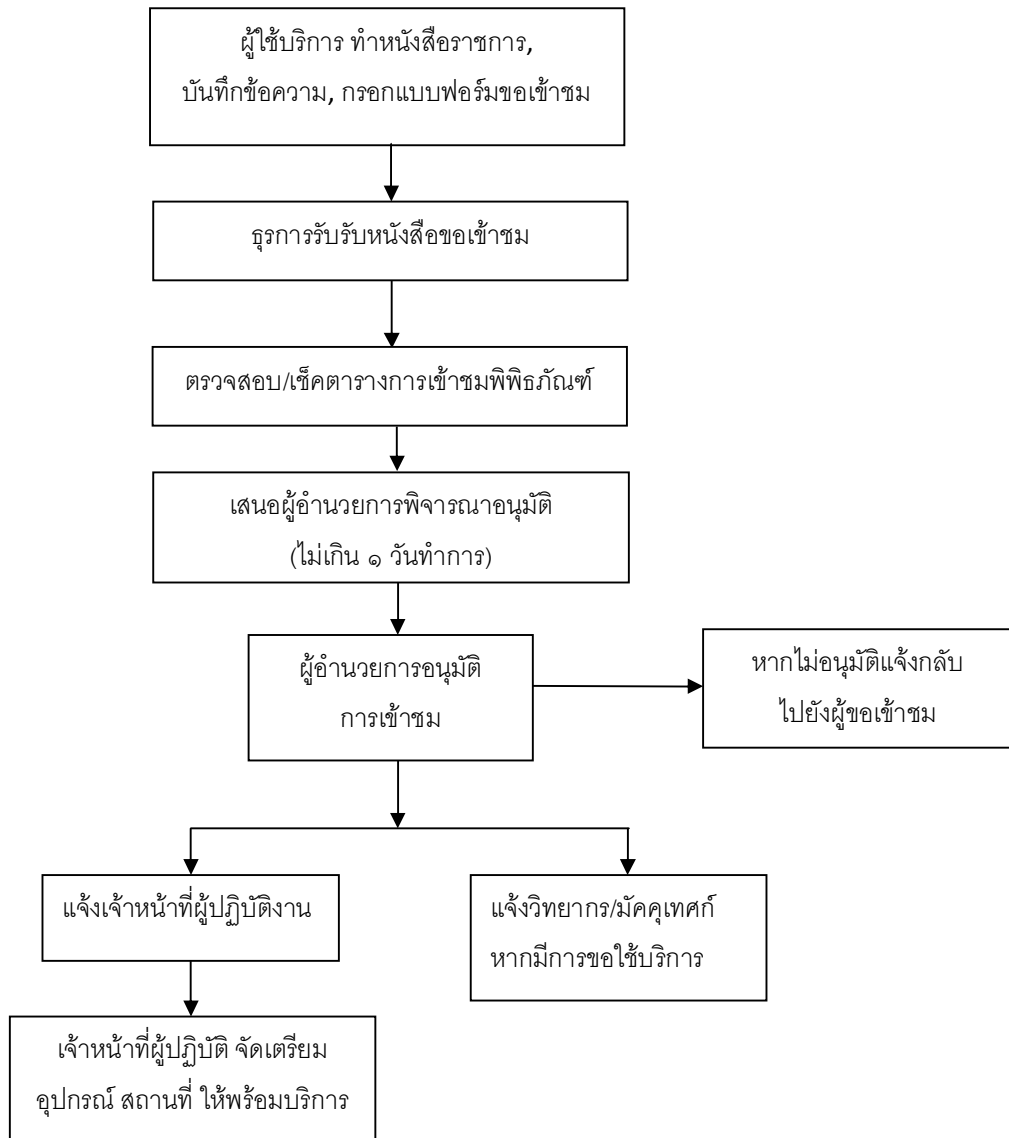 ผู้ใช้บริการ ทำหนังสือราชการ,
บันทึกข้อความ, กรอกแบบฟอร์มขอเข้าชม
ธุรการรับรับหนังสือขอเข้าชม
ตรวจสอบ/เช็คตารางการเข้าชมพิพิธภัณฑ์
เสนอผู้อำนวยการพิจารณาอนุมัติ
(ไม่เกิน ๑ วันทำการ)
ผู้อำนวยการอนุมัติ
การเข้าชม
หากไม่อนุมัติแจ้งกลับ
ไปยังผู้ขอเข้าชม
แจ้งเจ้าหน้าที่ผู้ปฏิบัติงาน
แจ้งวิทยากร/มัคคุเทศก์
หากมีการขอใช้บริการ
เจ้าหน้าที่ผู้ปฏิบัติ จัดเตรียม
อุปกรณ์ สถานที่ ให้พร้อมบริการ